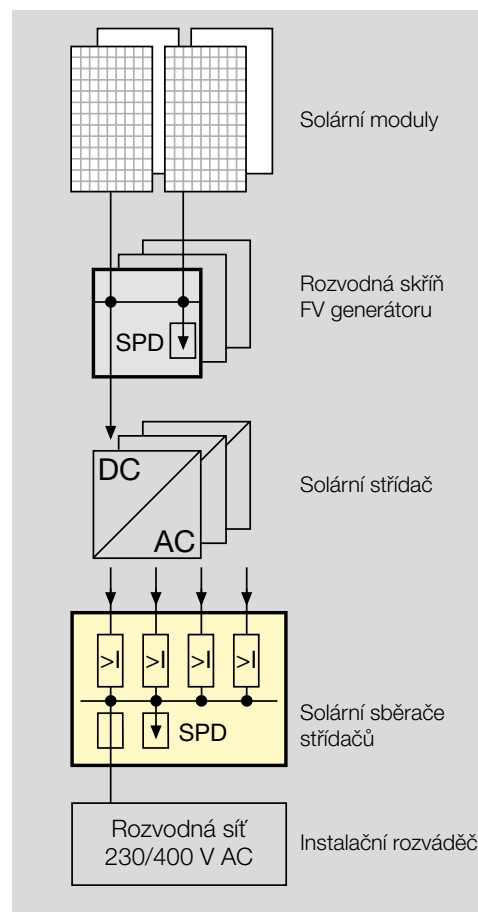 Solární moduly
Rozvodná skříň
FV generátoru
SPD
DC
AC
Solární střídač
>I
>I
>I
>I
SPD
Solární sběrače
střídačů
Rozvodná síť
230/400 V AC
Instalační rozváděč